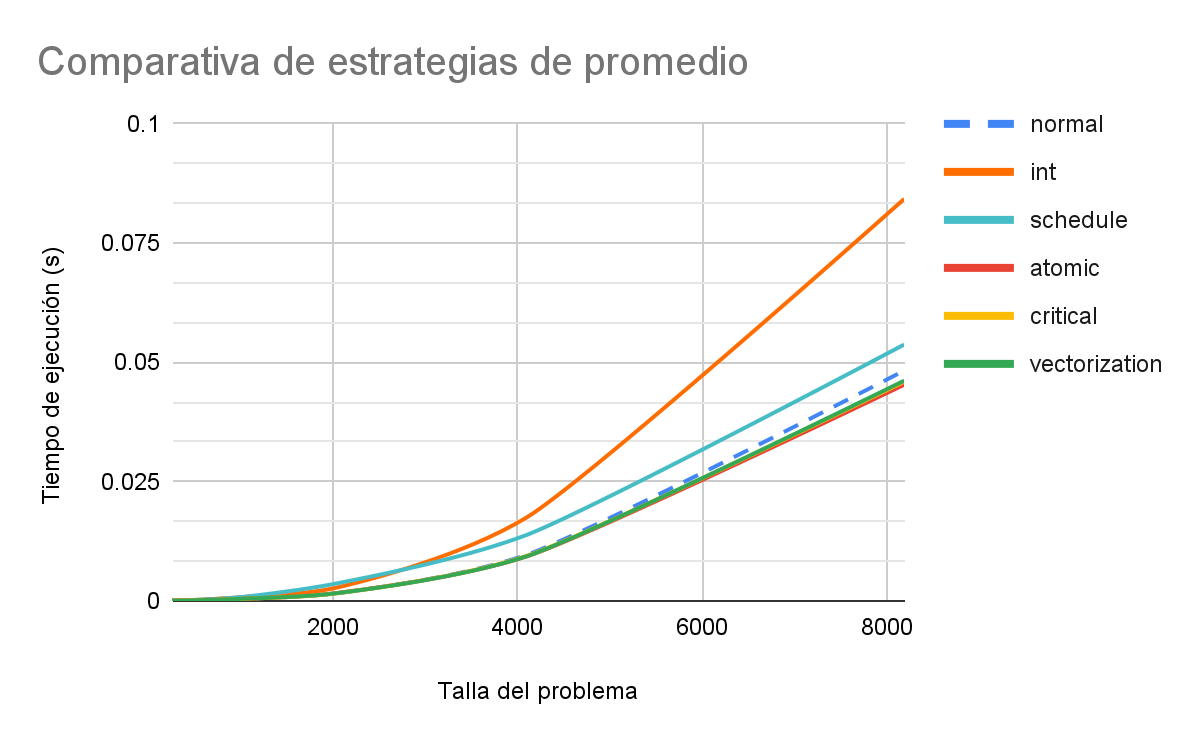 Comparativa de estrategias de promedio
0.1
0.075
0.05
0.025
0
2000
4000
6000
8000
Tiempo de ejecución (s)
Talla del problema
normal
int
schedule
atomic
critical
vectorization